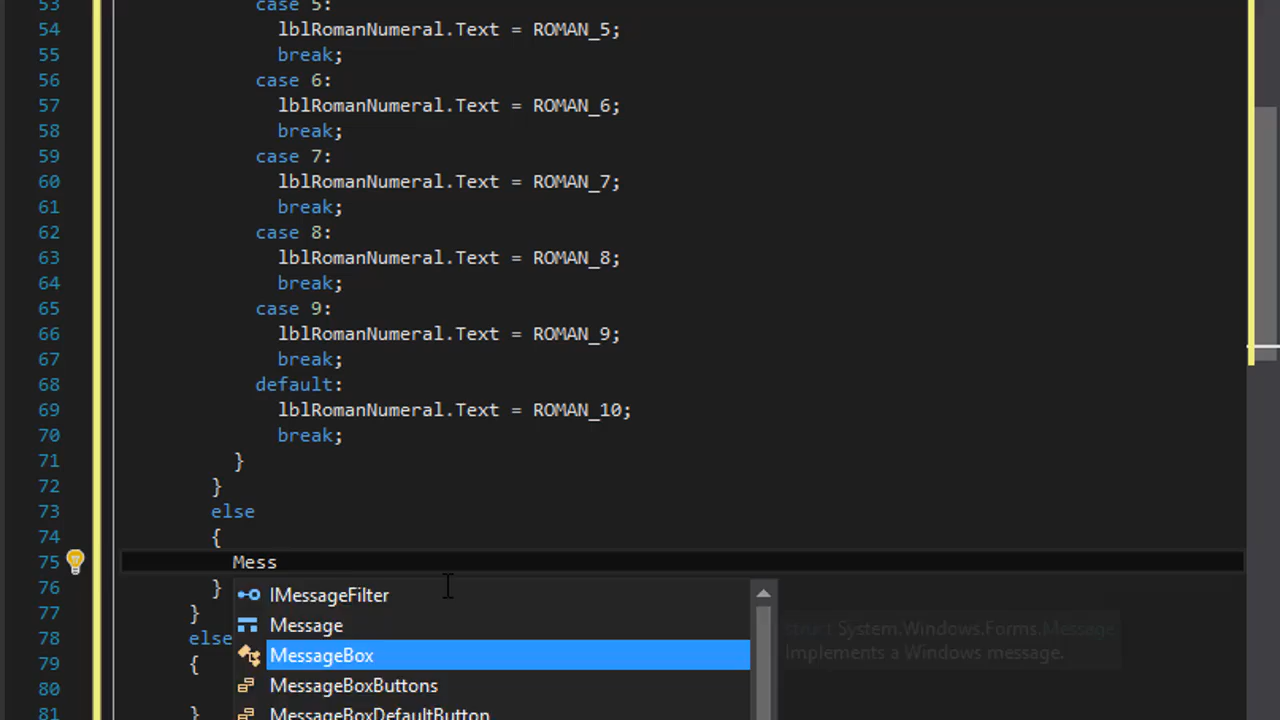 53 case 5:
54 lblRomanNumeral.Text = ROMAN_5;
55 break;
56 case 6:
57 lblRomanNumeral.Text = ROMAN_6;
58 break;
59 case 7:
60 lblRomanNumeral.Text = ROMAN_7;
61 break;
62 case 8:
63 lblRomanNumeral.Text = ROMAN_8;
64 break;
65 case 9:
66 lblRomanNumeral.Text = ROMAN_9;
67 break;
68 default:
69 lblRomanNumeral.Text = ROMAN_10;
70 break;
71 }
72 }
73 else
74 {
75 Mess
76 }
77 }
78 else
79 {
80
81 }
IMessageFilter
Message
MessageBox
MessageBoxButtons
MessageBoxDefaultButton
struct System.Windows.Forms.Message
Implements a Windows message.